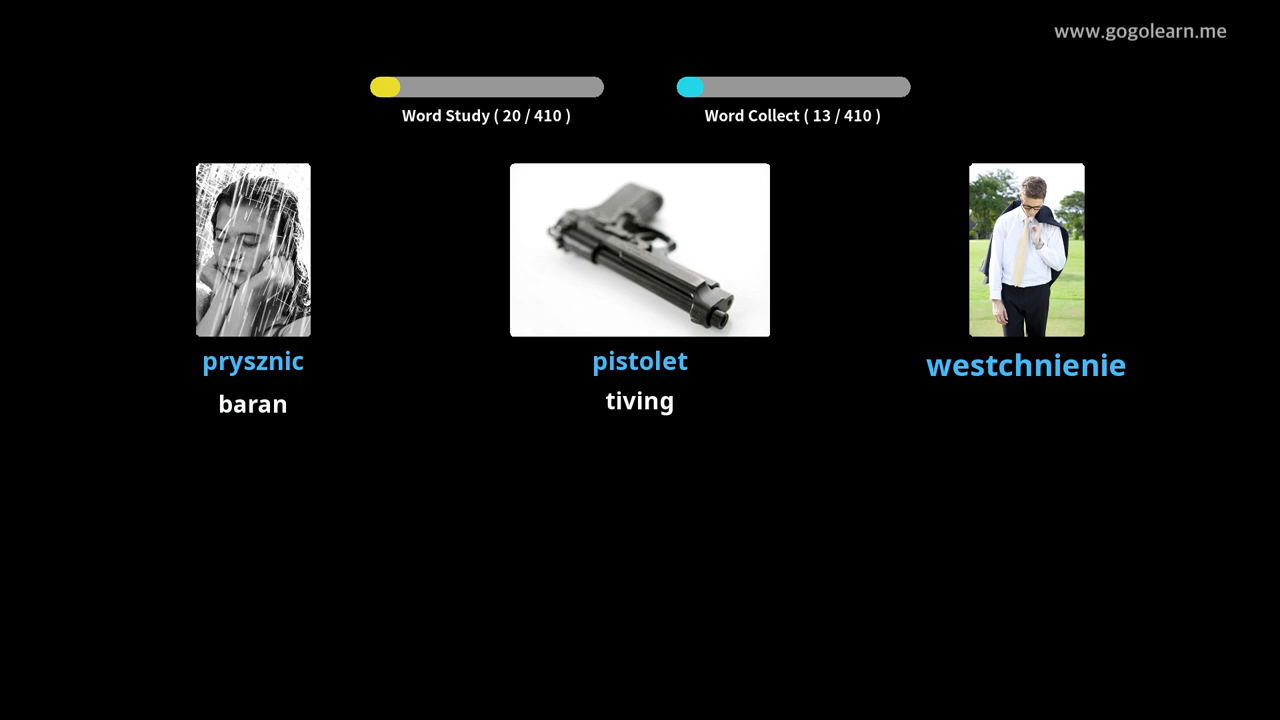 www.gogolearn.me
Word Study ( 20 / 410 )
Word Collect ( 13 / 410 )
prysznic
pistolet
westchnienie
baran
tiving